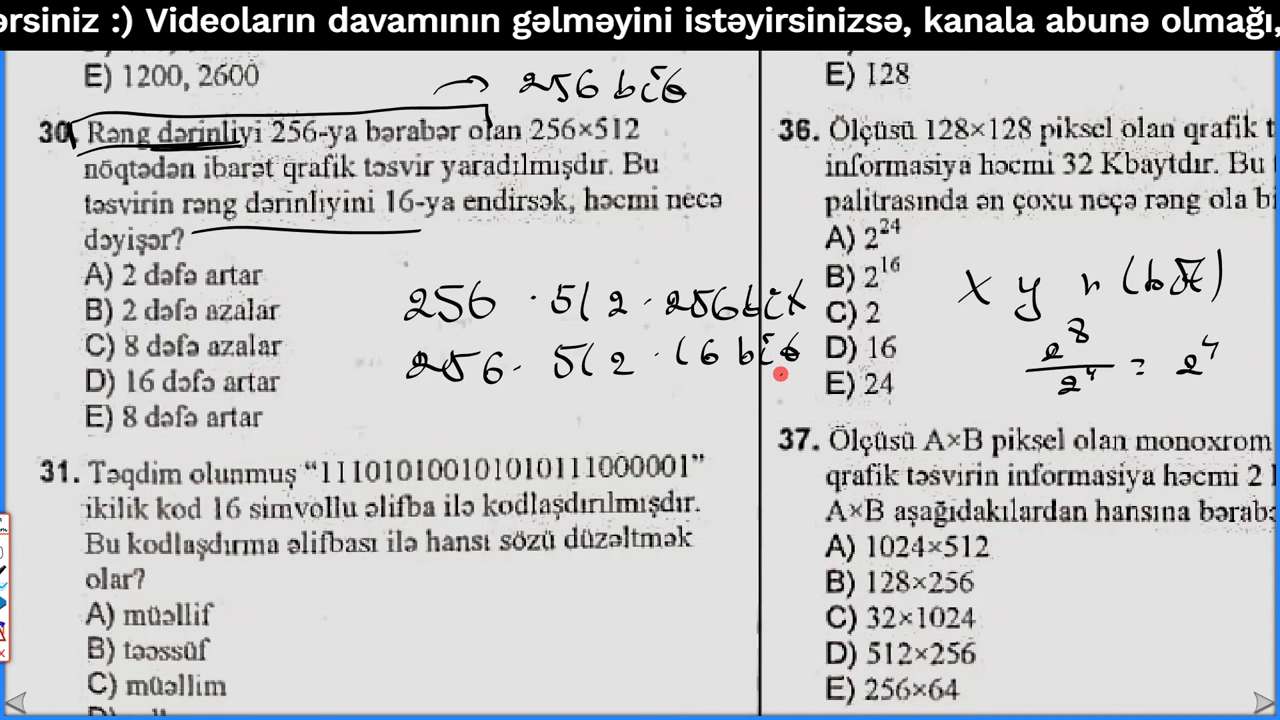 ərsiniz :) Videoların davamının gəlməyini istəyirsinizsə, kanala abunə olmağı,
E) 1200, 2600
256 bit
30. Rəng dərinliyi 256-ya bərabər olan 256×512
nöqtədən ibarət qrafik təsvir yaradılmışdır. Bu
təsvirin rəng dərinliyini 16-ya endirsək, həcmi necə
dəyişər?
A) 2 dəfə artar
B) 2 dəfə azalar
C) 8 dəfə azalar
D) 16 dəfə artar
E) 8 dəfə artar
256 · 512 · 256 bit
256 · 512 · 16 bit
31. Təqdim olunmuş “111010100101010111000001”
ikilik kod 16 simvollu əlifba ilə kodlaşdırılmışdır.
Bu kodlaşdırma əlifbası ilə hansı sözü düzəltmək
olar?
A) müəllif
B) təəssüf
C) müəllim
E) 128
36. Ölçüsü 128×128 piksel olan qrafik t
informasiya həcmi 32 Kbaytdır. Bu
palitrasında ən çoxu neçə rəng ola bi
A) 2²⁴
B) 2¹⁶
C) 2
D) 16
E) 24
x y n (bit)
2⁸
2⁴ = 2⁴
37. Ölçüsü A×B piksel olan monoxrom
qrafik təsvirin informasiya həcmi 2
A×B aşağıdakılardan hansına bərabə
A) 1024×512
B) 128×256
C) 32×1024
D) 512×256
E) 256×64